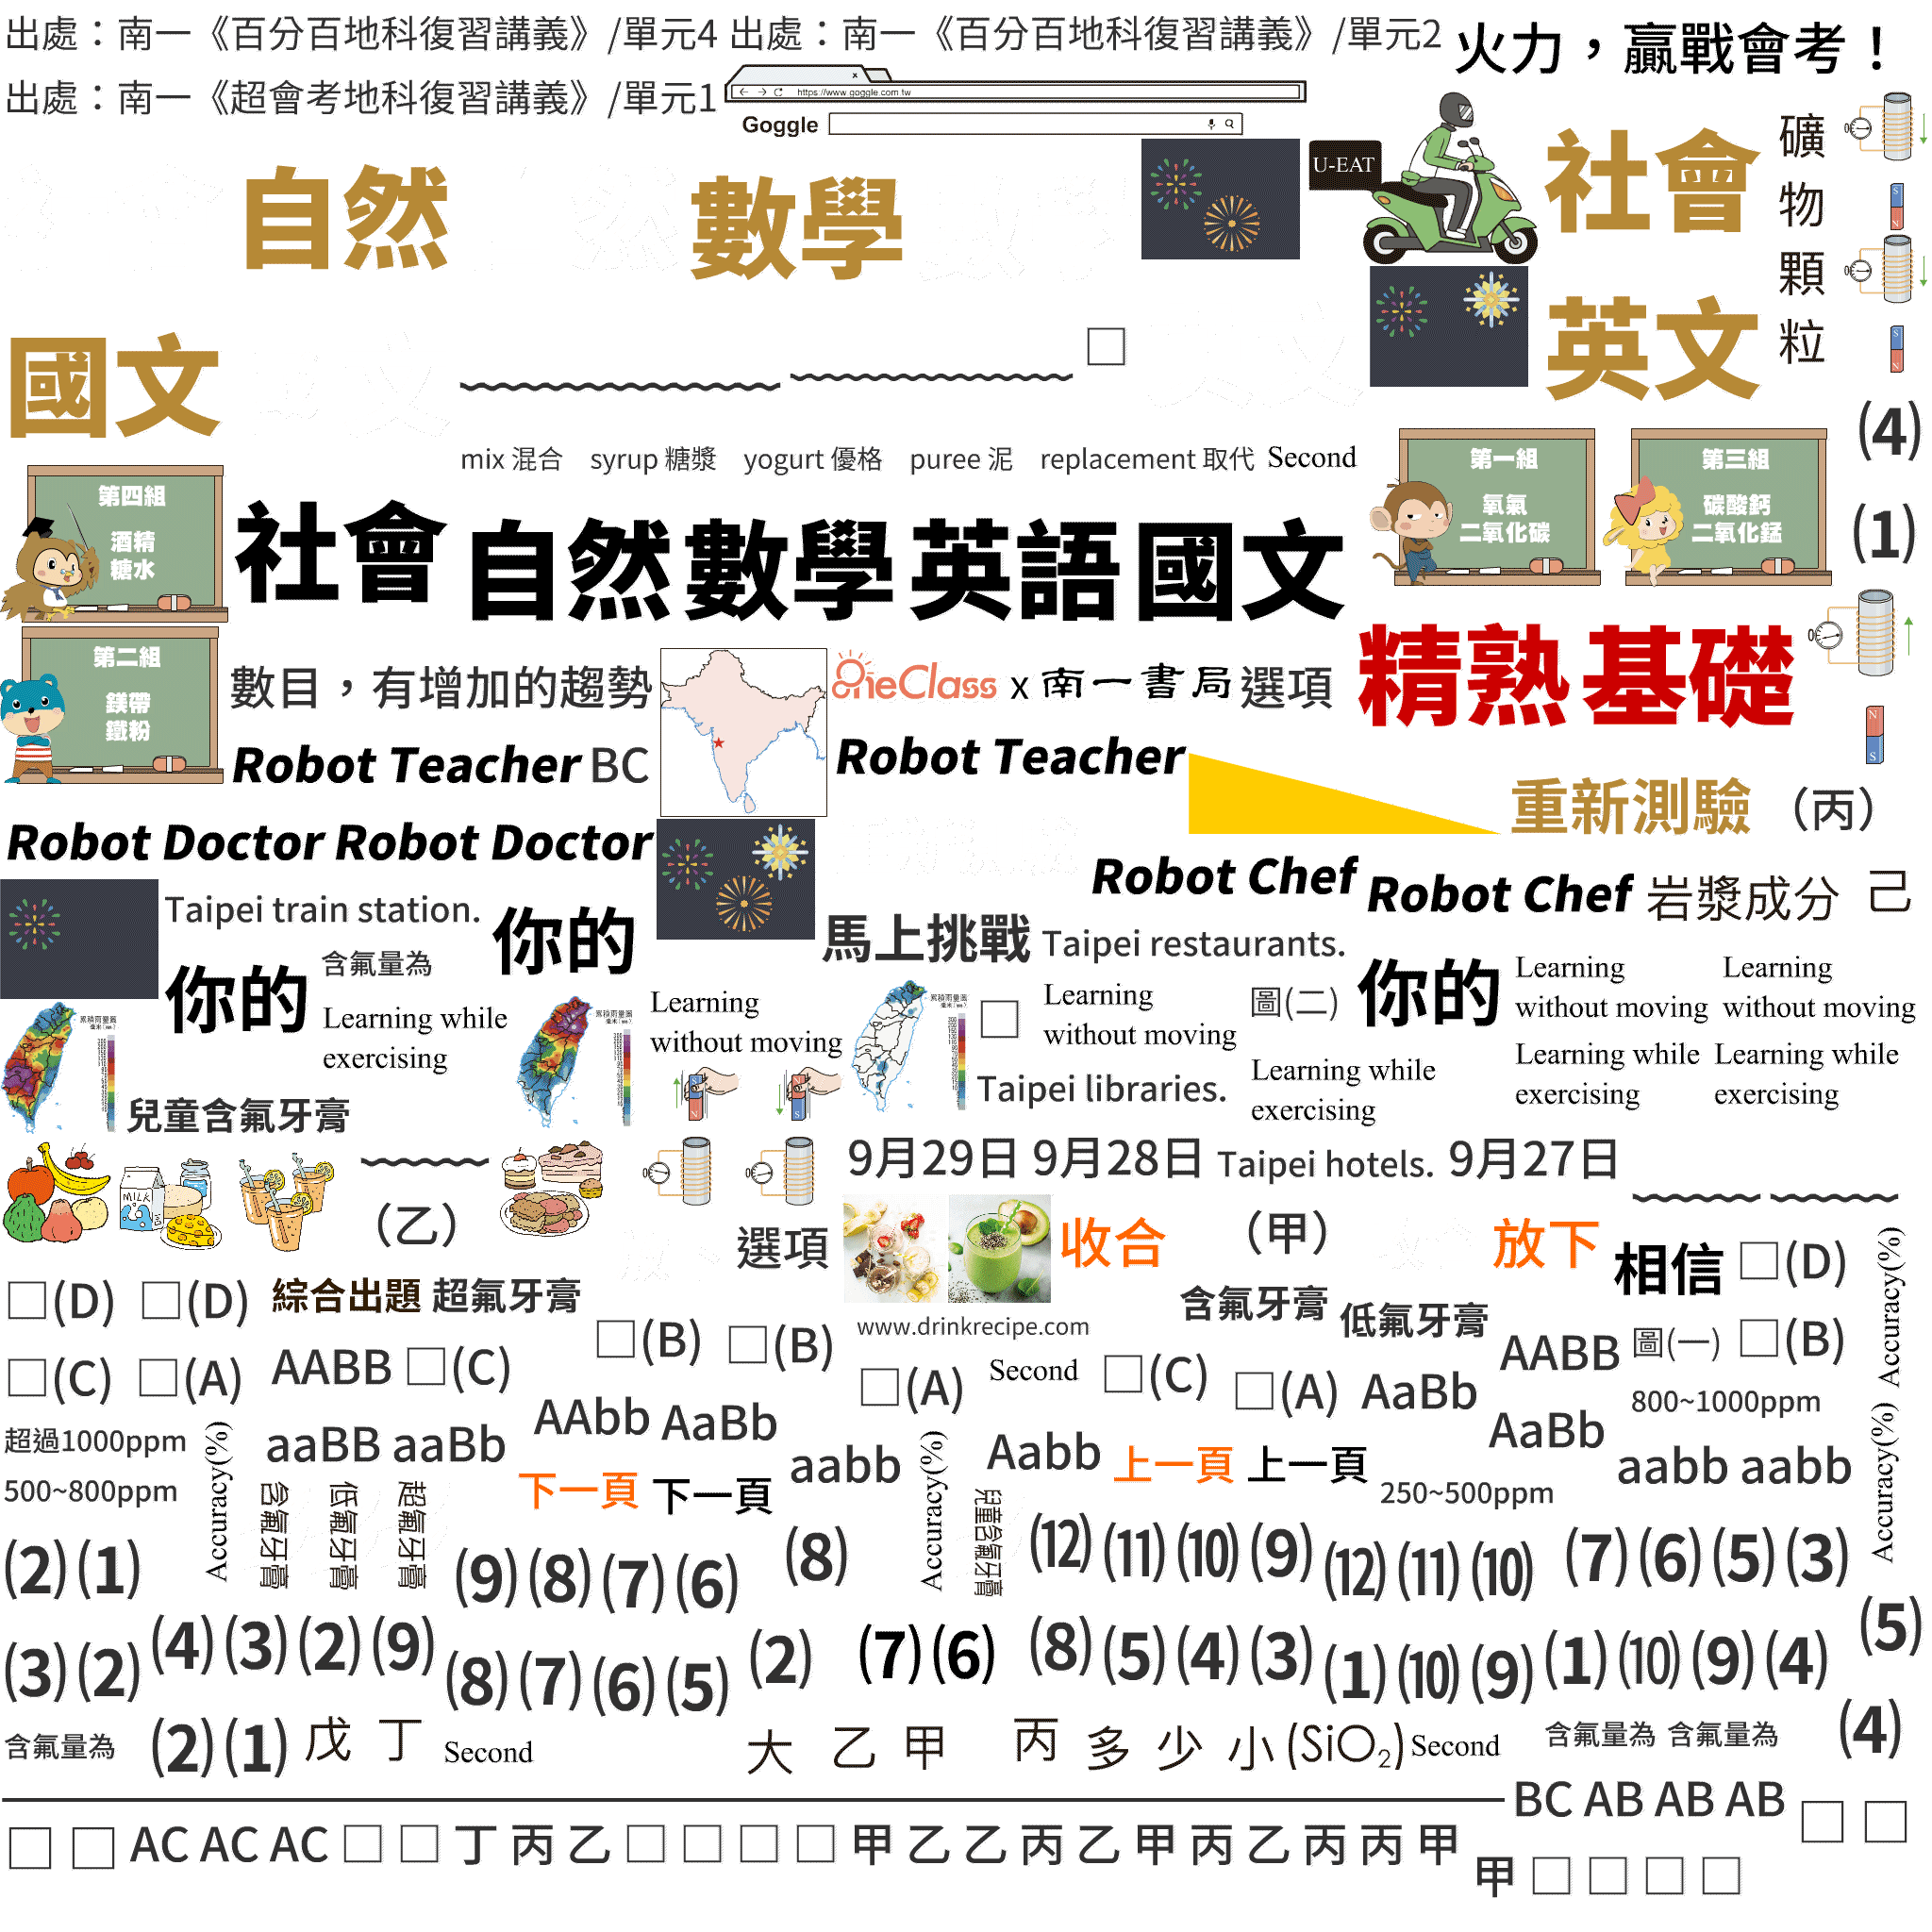 出處：南一《百分百地科復習講義》/單元4 出處：南一《百分百地科復習講義》/單元2 火力，贏戰會考！
出處：南一《超會考地科復習講義》/單元1
https://www.goggle.com.tw
Goggle
U-EAT
自然 數學 社會
礦物顆粒
國文 英文
mix 混合 syrup 糖漿 yogurt 優格 puree 泥 replacement 取代 Second
(4)
第四組
酒精
糖水
社會 自然 數學 英語 國文
第一組
氧氣
二氧化碳
第三組
碳酸鈣
二氧化錳
(1)
第二組
鎂帶
鐵粉
數目，有增加的趨勢
OneClass x 南一書局 選項 精熟 基礎
Robot Teacher BC Robot Teacher
重新測驗 （丙）
Robot Doctor Robot Doctor
Robot Chef Robot Chef 岩漿成分 己
Taipei train station. 你的
馬上挑戰 Taipei restaurants.
你的 含氟量為
Learning while
exercising
Learning
without moving
Learning
without moving
圖(二) 你的
Learning
without moving
Learning
without moving
Learning while
exercising
Learning while
exercising
Learning while
exercising
累積雨量圖
累積雨量圖
累積雨量圖
兒童含氟牙膏
Taipei libraries.
9月29日 9月28日 Taipei hotels. 9月27日
MILK
（乙） 選項 收合 （甲） 放下 相信 □(D)
□(D) □(D) 綜合出題 超氟牙膏 含氟牙膏 低氟牙膏
www.drinkrecipe.com
□(B) □(B) AABB 圖(一) □(B)
□(C) □(A) AABB □(C) □(A) Second □(C) □(A) AaBb
800~1000ppm
Accuracy(%)
超過1000ppm
aaBB aaBb AAbb AaBb aabb Aabb AaBb aabb aabb
500~800ppm
下一頁 下一頁 上一頁 上一頁 250~500ppm
Accuracy(%)
Accuracy(%)
Accuracy(%)
含氟牙膏
低氟牙膏
超氟牙膏
兒童含氟牙膏
(2) (1) (9) (8) (7) (6) (8) (12) (11) (10) (9) (12) (11) (10) (7) (6) (5) (3)
(3) (2) (4) (3) (2) (9) (8) (7) (6) (5) (2) (7) (6) (8) (5) (4) (3) (1) (10) (9) (1) (10) (9) (4) (5)
含氟量為 (2) (1) 戊 丁 Second 大 乙 甲 丙 多 少 小 (SiO₂) Second 含氟量為 含氟量為 (4)
BC AB AB AB
□ □ AC AC AC □ □ 丁 丙 乙 □ □ □ □ 甲 乙 乙 丙 乙 甲 丙 乙 丙 丙 甲 □ □
甲 □ □ □ □